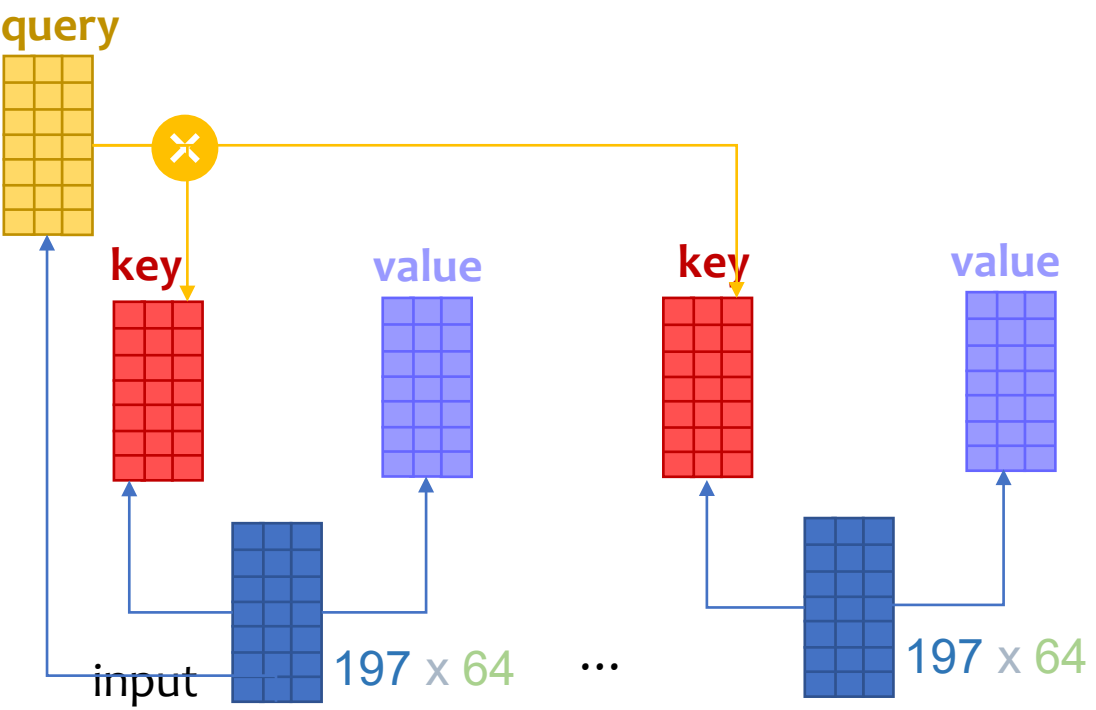 query
key
value
key
value
input
197 x 64
...
197 x 64